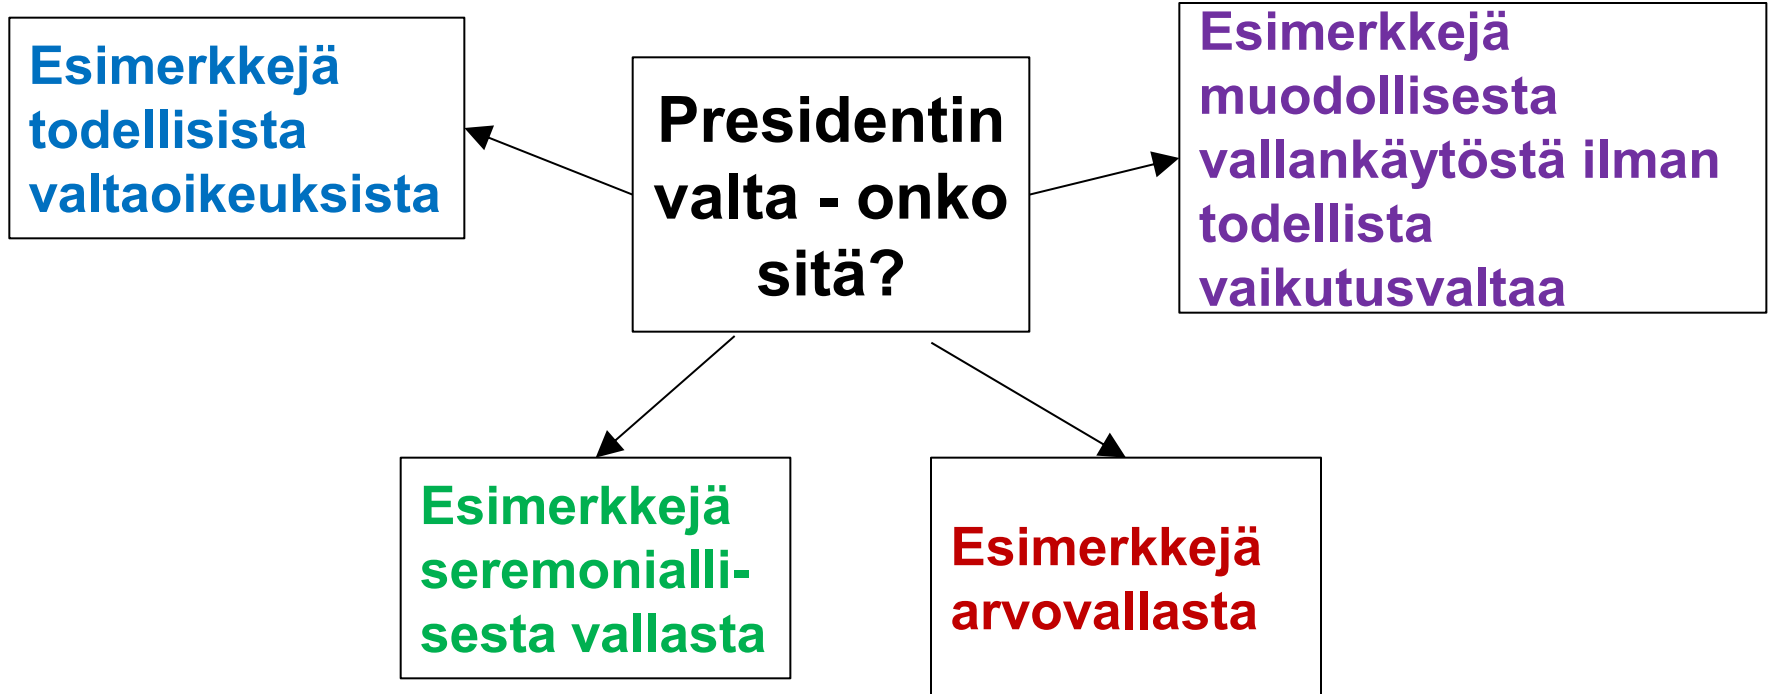 Esimerkkejä
todellisista
valtaoikeuksista
Presidentin
valta - onko
sitä?
Esimerkkejä
muodollisesta
vallankäytöstä ilman
todellista
vaikutusvaltaa
Esimerkkejä
seremonialli-
sesta vallasta
Esimerkkejä
arvovallasta